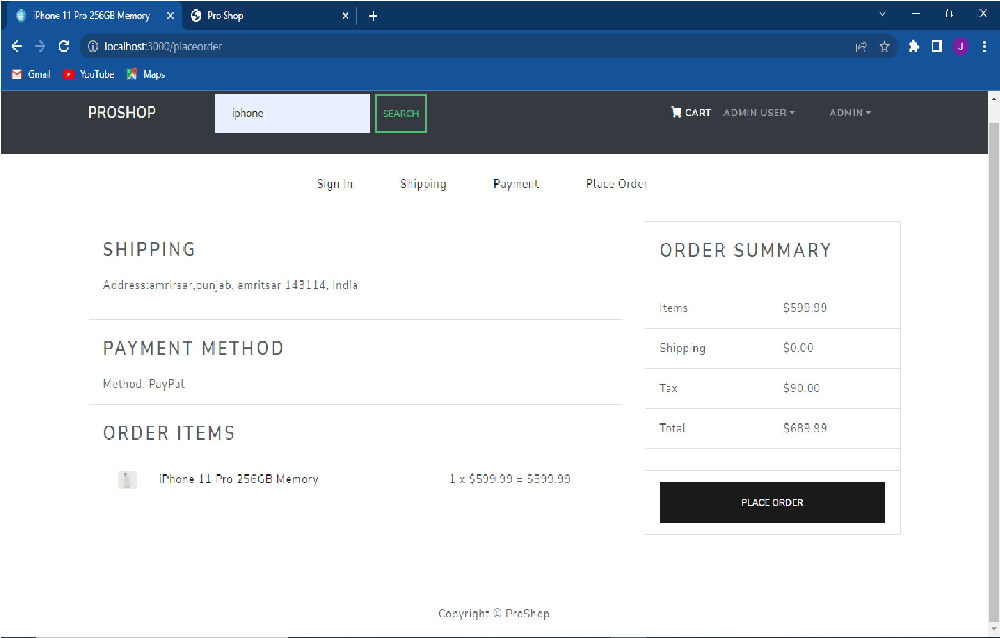 iPhone 11 Pro 256GB Memory
Pro Shop
localhost:3000/placeorder
J
Gmail
YouTube
Maps
PROSHOP
iphone
SEARCH
CART
ADMIN USER
ADMIN
Sign In
Shipping
Payment
Place Order
SHIPPING
Address:amrirsar,punjab, amritsar 143114, India
PAYMENT METHOD
Method: PayPal
ORDER ITEMS
iPhone 11 Pro 256GB Memory
1 x $599.99 = $599.99
ORDER SUMMARY
Items $599.99
Shipping $0.00
Tax $90.00
Total $689.99
PLACE ORDER
Copyright © ProShop